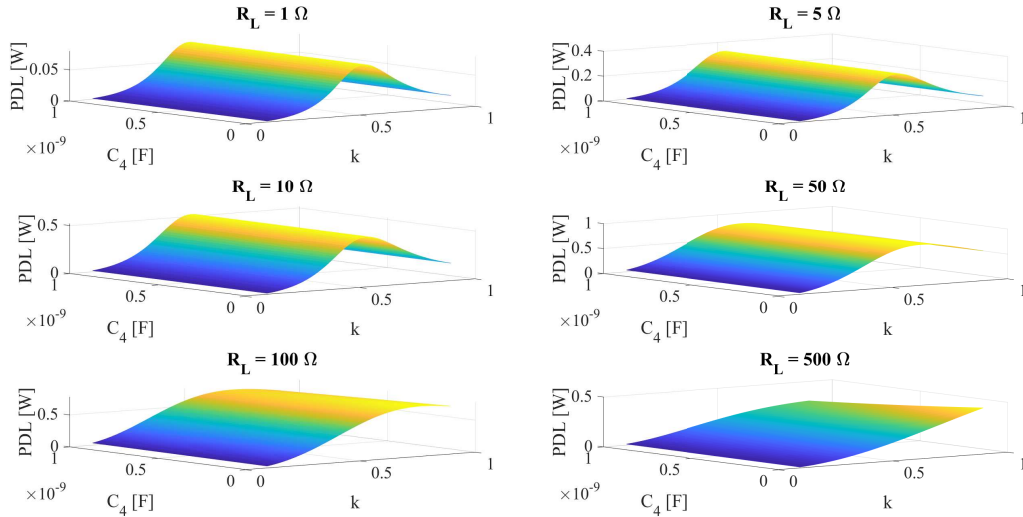 R_L = 1 Ω
PDL [W]
0.05
0
1
0.5
0
0
0.5
1
×10^-9
C_4 [F]
k
R_L = 5 Ω
PDL [W]
0.4
0.2
0
1
0.5
0
0
0.5
1
×10^-9
C_4 [F]
k
R_L = 10 Ω
PDL [W]
0.5
0
1
0.5
0
0
0.5
1
×10^-9
C_4 [F]
k
R_L = 50 Ω
PDL [W]
1
0.5
0
1
0.5
0
0
0.5
1
×10^-9
C_4 [F]
k
R_L = 100 Ω
PDL [W]
0.5
0
1
0.5
0
0
0.5
1
×10^-9
C_4 [F]
k
R_L = 500 Ω
PDL [W]
0.5
0
1
0.5
0
0
0.5
1
×10^-9
C_4 [F]
k